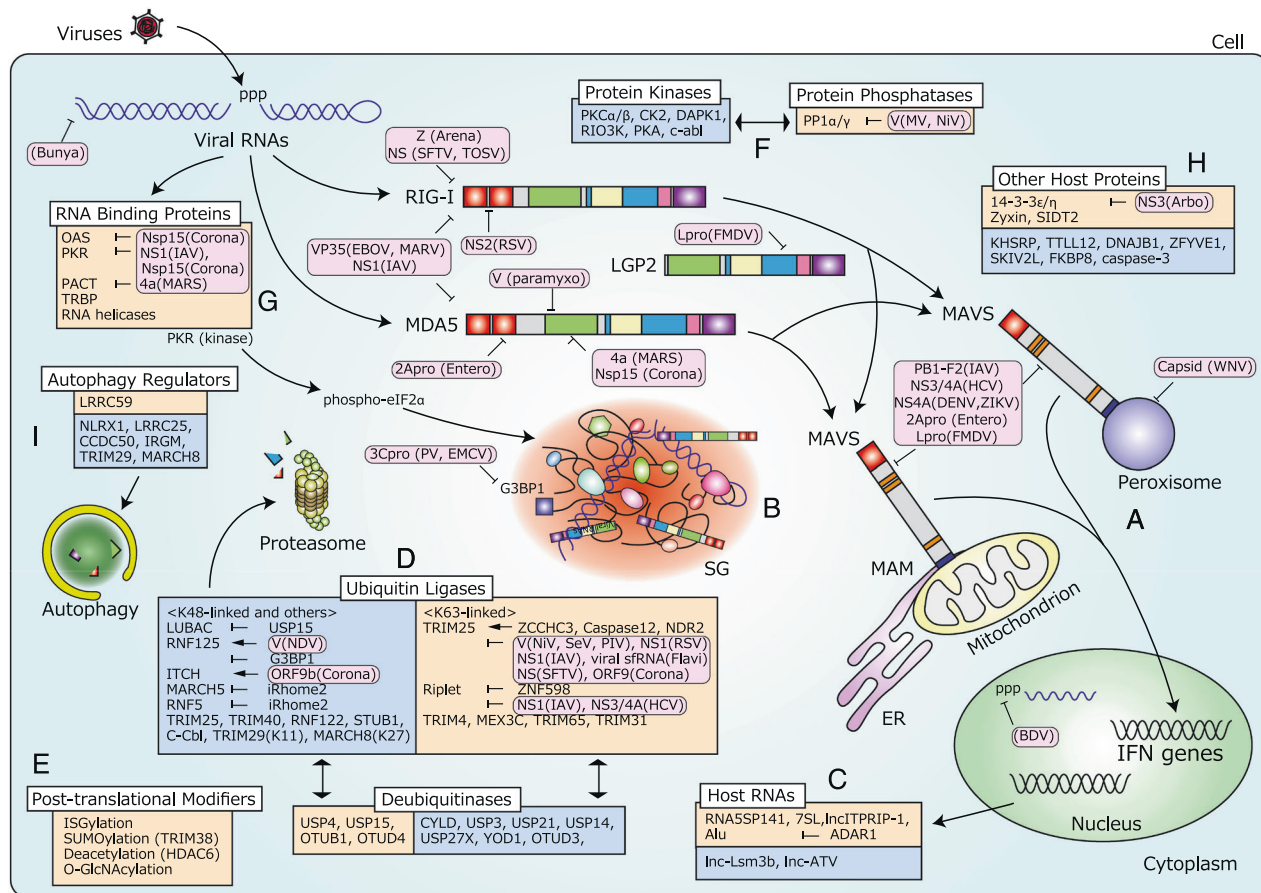 Viruses
Cell
ppp
(Bunya)
Viral RNAs
Protein Kinases
PKCα/β, CK2, DAPK1,
RIO3K, PKA, c-abl
F
Protein Phosphatases
PP1α/γ
V(MV, NiV)
Z (Arena)
NS (SFTV, TOSV)
RIG-I
NS2(RSV)
VP35(EBOV, MARV)
NS1(IAV)
H
Other Host Proteins
14-3-3ε/η
NS3(Arbo)
Zyxin, SIDT2
KHSRP, TTLL12, DNAJB1, ZFYVE1,
SKIV2L, FKBP8, caspase-3
RNA Binding Proteins
OAS
Nsp15(Corona)
PKR
NS1(IAV),
Nsp15(Corona)
PACT
4a(MARS)
TRBP
RNA helicases
G
PKR (kinase)
Lpro(FMDV)
LGP2
V (paramyxo)
MDA5
2Apro (Entero)
4a (MARS)
Nsp15 (Corona)
MAVS
PB1-F2(IAV)
NS3/4A(HCV)
NS4A(DENV,ZIKV)
2Apro (Entero)
Lpro(FMDV)
Capsid (WNV)
Peroxisome
A
MAVS
MAM
Mitochondrion
ER
Autophagy Regulators
LRRC59
I
NLRX1, LRRC25,
CCDC50, IRGM,
TRIM29, MARCH8
Autophagy
phospho-eIF2α
3Cpro (PV, EMCV)
G3BP1
Viral RNAs
B
SG
Proteasome
D
Ubiquitin Ligases
<K48-linked and others>
LUBAC
USP15
RNF125
V(NDV)
G3BP1
ITCH
ORF9b(Corona)
MARCH5
iRhome2
RNF5
iRhome2
TRIM25, TRIM40, RNF122, STUB1,
C-Cbl, TRIM29(K11), MARCH8(K27)
<K63-linked>
TRIM25
ZCCHC3, Caspase12, NDR2
V(NiV, SeV, PIV), NS1(RSV)
NS1(IAV), viral sfRNA(Flavi)
NS(SFTV), ORF9(Corona)
Riplet
ZNF598
NS1(IAV), NS3/4A(HCV)
TRIM4, MEX3C, TRIM65, TRIM31
E
Post-translational Modifiers
ISGylation
SUMOylation (TRIM38)
Deacetylation (HDAC6)
O-GlcNAcylation
Deubiquitinases
USP4, USP15,
OTUB1, OTUD4
CYLD, USP3, USP21, USP14,
USP27X, YOD1, OTUD3,
C
Host RNAs
RNA5SP141, 7SL,lncITPRIP-1,
Alu
ADAR1
lnc-Lsm3b, lnc-ATV
ppp
(BDV)
IFN genes
Nucleus
Cytoplasm